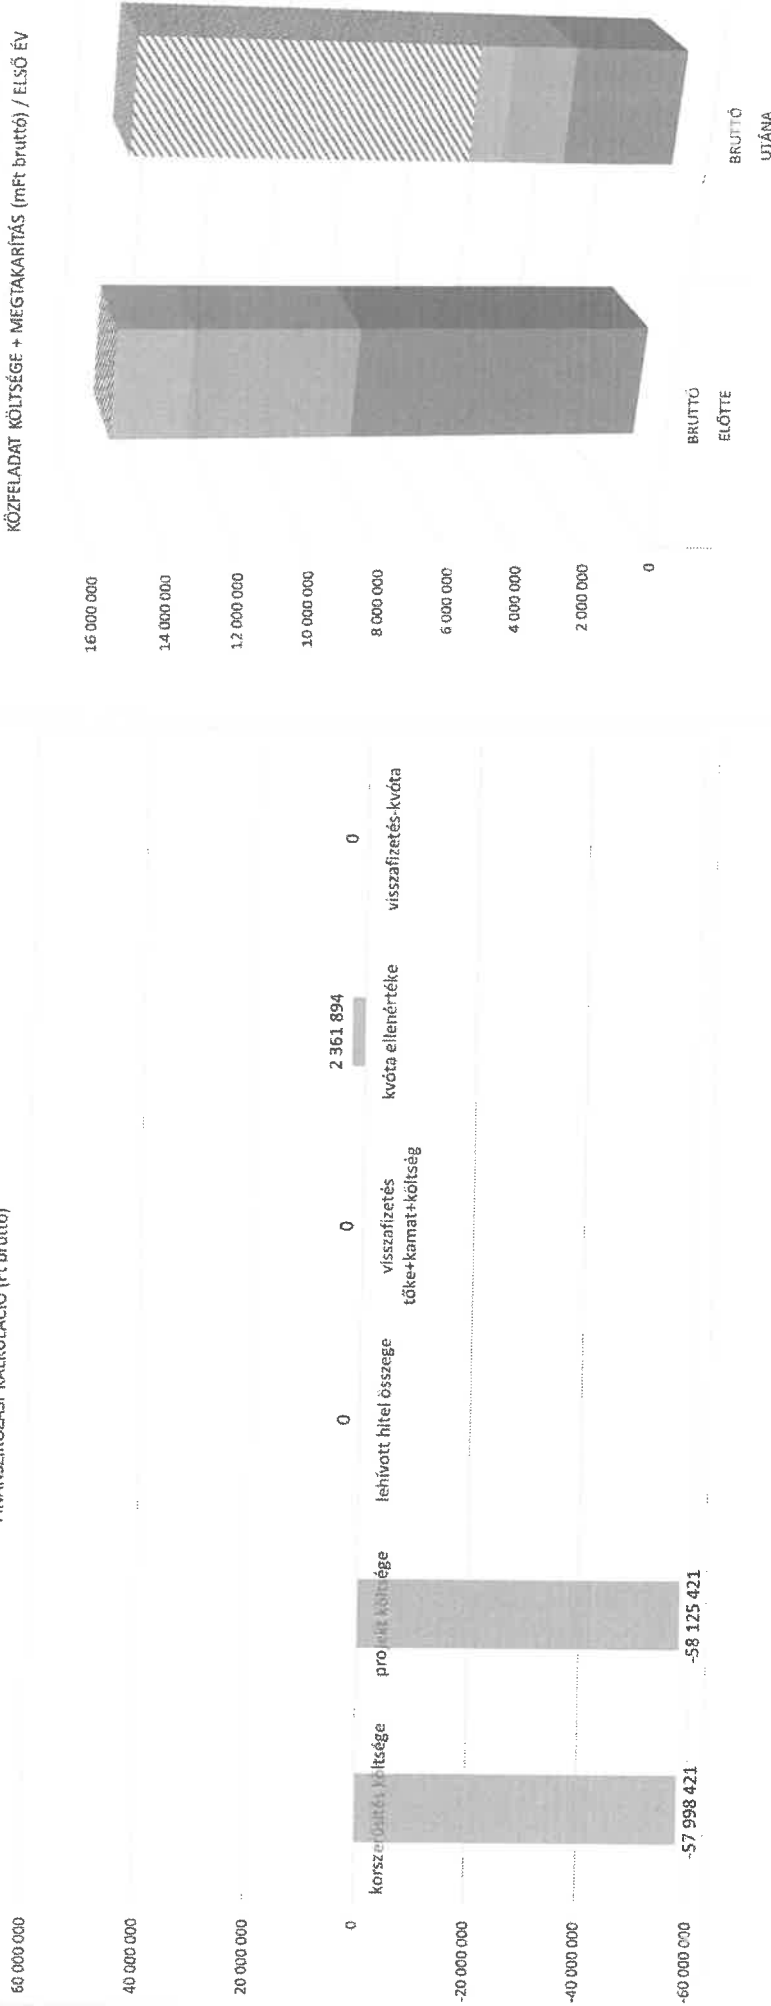 FINANSZÍROZÁSI KALKULÁCIÓ (Ft bruttó)
60 000 000
40 000 000
20 000 000
0
-20 000 000
-40 000 000
-60 000 000
korszerűsítés költsége
-57 998 421
projekt költsége
-58 125 421
0
lehívott hitel összege
0
visszafizetés
tőke+kamat+költség
2 361 894
kvóta ellenértéke
0
visszafizetés-kvóta
KÖZFELADAT KÖLTSÉGE + MEGTAKARÍTÁS (mFt bruttó) / ELSŐ ÉV
16 000 000
14 000 000
12 000 000
10 000 000
8 000 000
6 000 000
4 000 000
2 000 000
0
BRUTTÓ
ELŐTTE
BRUTTÓ
UTÁNA